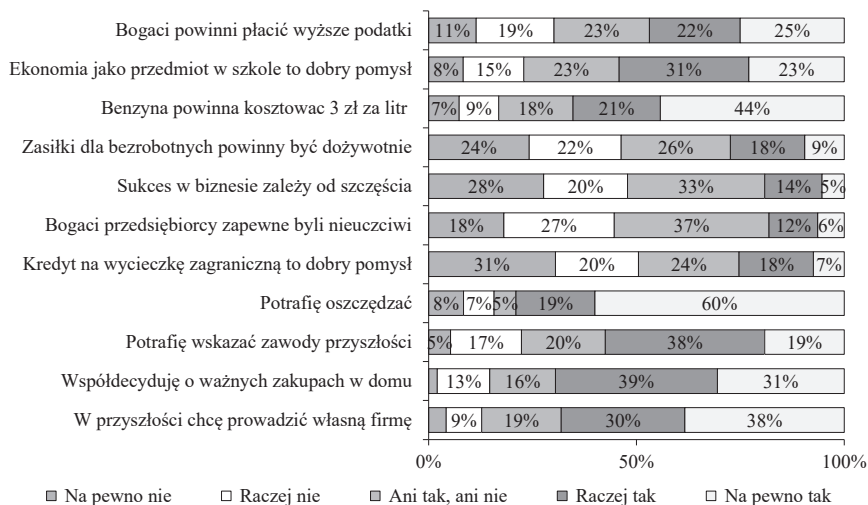 Bogaci powinni płacić wyższe podatki 11% 19% 23% 22% 25%
Ekonomia jako przedmiot w szkole to dobry pomysł 8% 15% 23% 31% 23%
Benzyna powinna kosztowac 3 zł za litr 7% 9% 18% 21% 44%
Zasiłki dla bezrobotnych powinny być dożywotnie 24% 22% 26% 18% 9%
Sukces w biznesie zależy od szczęścia 28% 20% 33% 14% 5%
Bogaci przedsiębiorcy zapewne byli nieuczciwi 18% 27% 37% 12% 6%
Kredyt na wycieczkę zagraniczną to dobry pomysł 31% 20% 24% 18% 7%
Potrafię oszczędzać 8% 7% 5% 19% 60%
Potrafię wskazać zawody przyszłości 5% 17% 20% 38% 19%
Współdecyduję o ważnych zakupach w domu 13% 16% 39% 31%
W przyszłości chcę prowadzić własną firmę 9% 19% 30% 38%
0% 50% 100%
Na pewno nie Raczej nie Ani tak, ani nie Raczej tak Na pewno tak